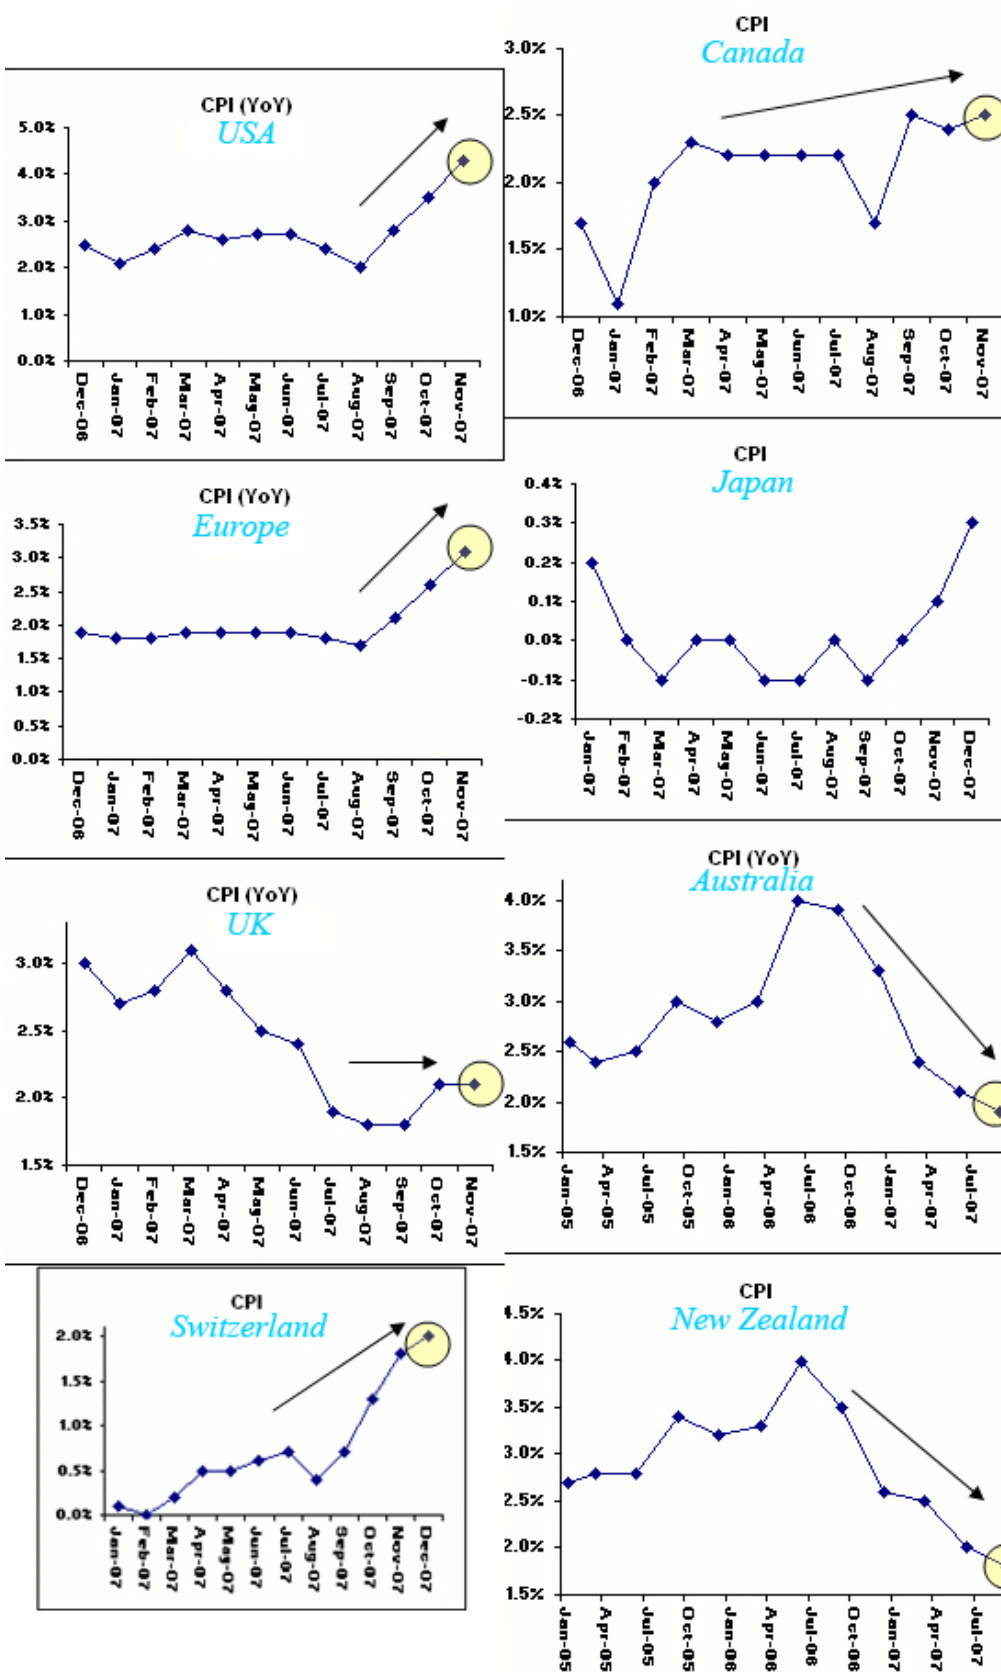 CPI (YoY)
USA
5.0%
4.0%
3.0%
2.0%
1.0%
0.0%
Dec-06
Jan-07
Feb-07
Mar-07
Apr-07
May-07
Jun-07
Jul-07
Aug-07
Sep-07
Oct-07
Nov-07
CPI
Canada
3.0%
2.5%
2.0%
1.5%
1.0%
Dec-06
Jan-07
Feb-07
Mar-07
Apr-07
May-07
Jun-07
Jul-07
Aug-07
Sep-07
Oct-07
Nov-07
CPI (YoY)
Europe
3.5%
3.0%
2.5%
2.0%
1.5%
1.0%
0.5%
0.0%
Dec-06
Jan-07
Feb-07
Mar-07
Apr-07
May-07
Jun-07
Jul-07
Aug-07
Sep-07
Oct-07
Nov-07
CPI
Japan
0.4%
0.3%
0.2%
0.1%
0.0%
-0.1%
-0.2%
Jan-07
Feb-07
Mar-07
Apr-07
May-07
Jun-07
Jul-07
Aug-07
Sep-07
Oct-07
Nov-07
Dec-07
CPI (YoY)
UK
3.0%
2.5%
2.0%
1.5%
Dec-06
Jan-07
Feb-07
Mar-07
Apr-07
May-07
Jun-07
Jul-07
Aug-07
Sep-07
Oct-07
Nov-07
CPI (YoY)
Australia
4.0%
3.5%
3.0%
2.5%
2.0%
1.5%
Jan-05
Apr-05
Jul-05
Oct-05
Jan-06
Apr-06
Jul-06
Oct-06
Jan-07
Apr-07
Jul-07
CPI
Switzerland
2.0%
1.5%
1.0%
0.5%
0.0%
Jan-07
Feb-07
Mar-07
Apr-07
May-07
Jun-07
Jul-07
Aug-07
Sep-07
Oct-07
Nov-07
Dec-07
CPI
New Zealand
4.5%
4.0%
3.5%
3.0%
2.5%
2.0%
1.5%
Jan-05
Apr-05
Jul-05
Oct-05
Jan-06
Apr-06
Jul-06
Oct-06
Jan-07
Apr-07
Jul-07